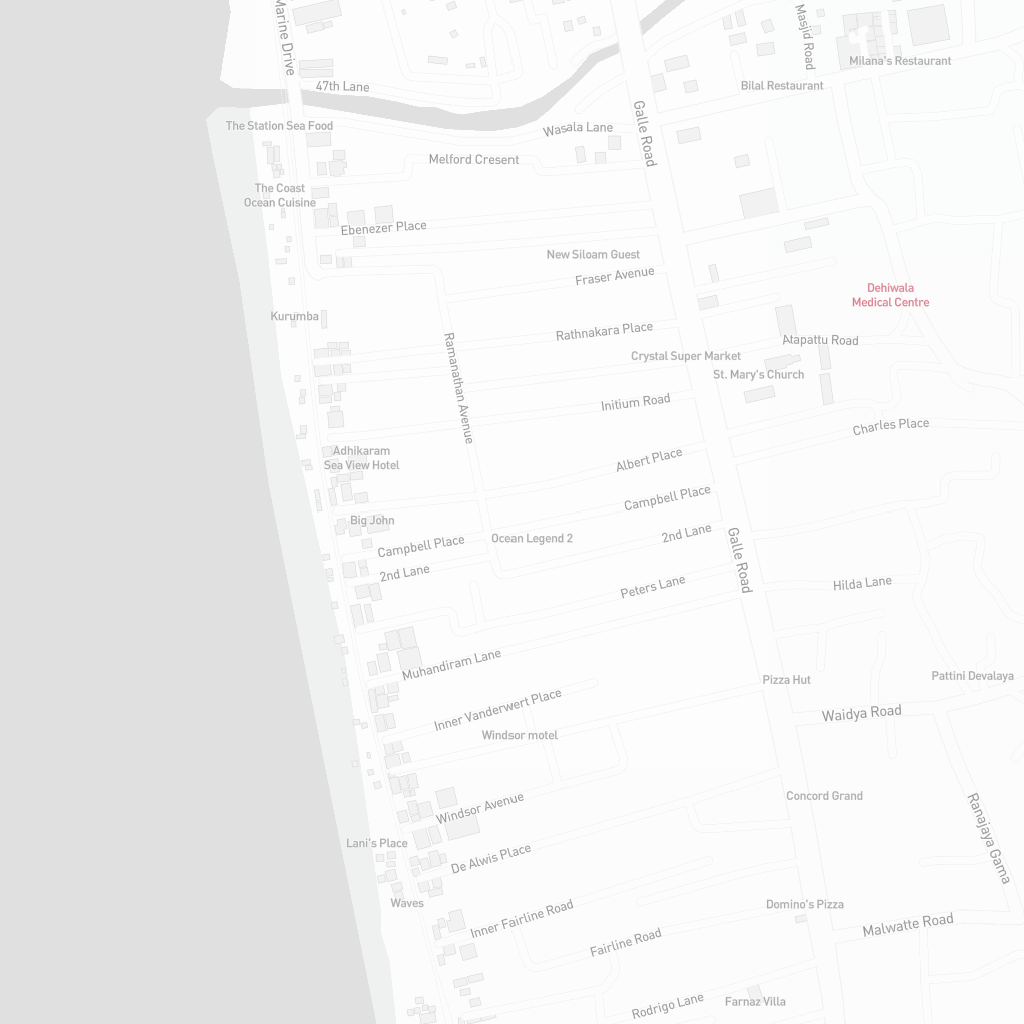 Marine Drive
Masjid Road
Milana's Restaurant
47th Lane
Bilal Restaurant
The Station Sea Food
Wasala Lane
Galle Road
Melford Cresent
The Coast
Ocean Cuisine
Ebenezer Place
New Siloam Guest
Fraser Avenue
Dehiwala
Medical Centre
Kurumba
Rathnakara Place
Atapattu Road
Ramanathan Avenue
Crystal Super Market
St. Mary's Church
Initium Road
Charles Place
Adhikaram
Sea View Hotel
Albert Place
Campbell Place
Big John
2nd Lane
Ocean Legend 2
Campbell Place
2nd Lane
Galle Road
Peters Lane
Hilda Lane
Muhandiram Lane
Pizza Hut
Pattini Devalaya
Inner Vanderwert Place
Waidya Road
Windsor motel
Windsor Avenue
Concord Grand
Ranajaya Gama
Lani's Place
De Alwis Place
Waves
Domino's Pizza
Inner Fairline Road
Malwatte Road
Fairline Road
Rodrigo Lane
Farnaz Villa